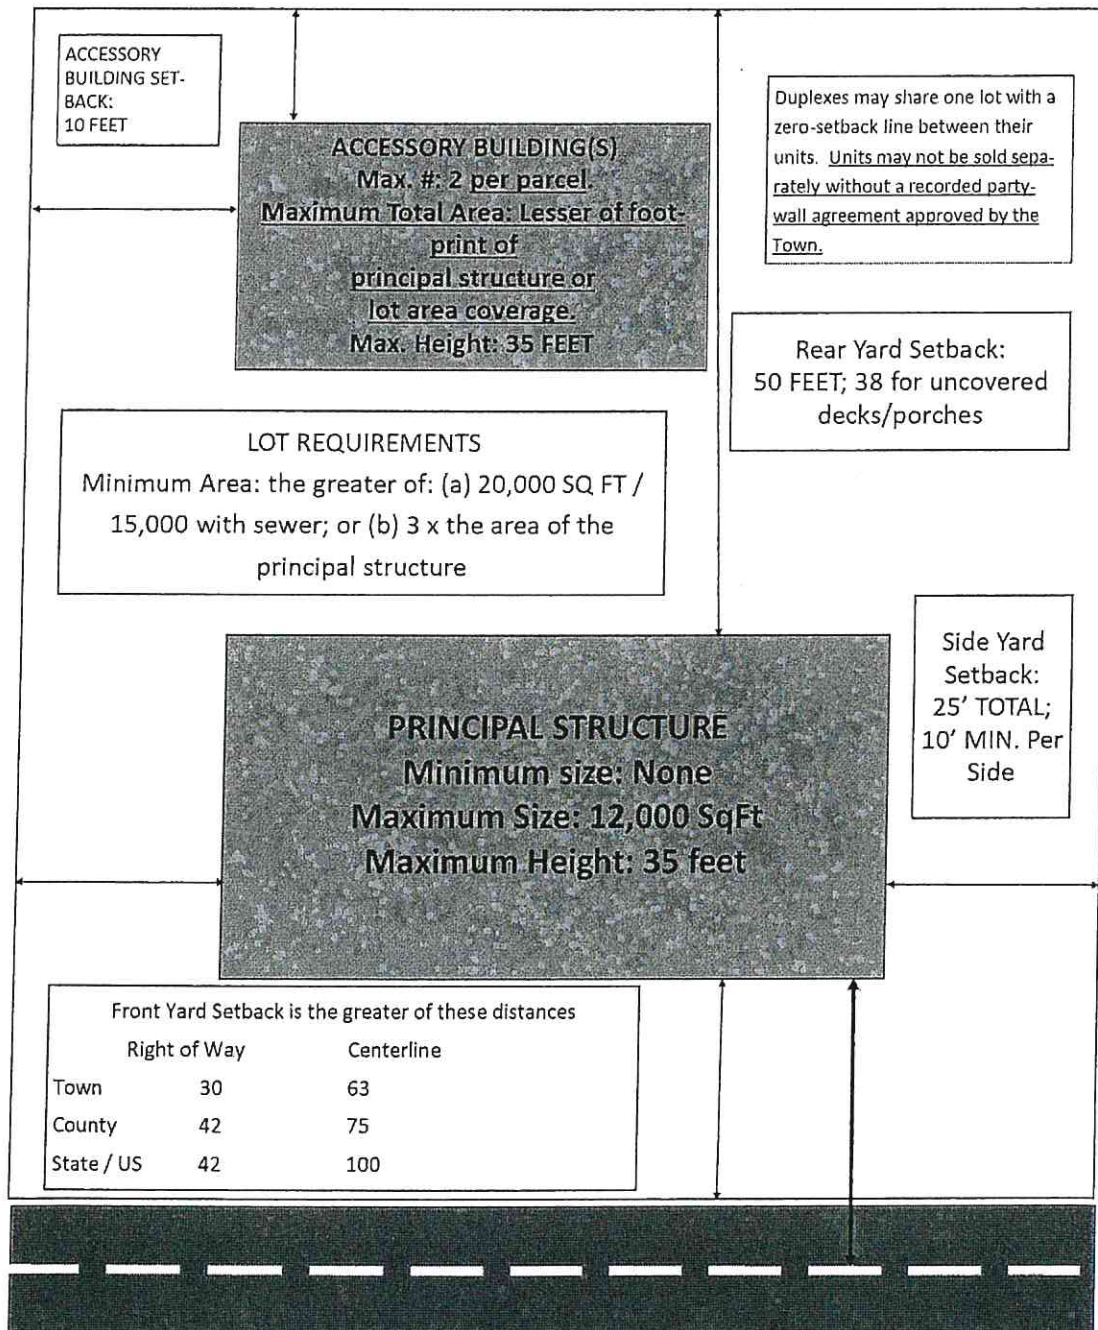 ACCESSORY
BUILDING SET-
BACK:
10 FEET
ACCESSORY BUILDING(S)
Max. #: 2 per parcel.
Maximum Total Area: Lesser of foot-
print of
principal structure or
lot area coverage.
Max. Height: 35 FEET
Duplexes may share one lot with a
zero-setback line between their
units. Units may not be sold sepa-
rately without a recorded party-
wall agreement approved by the
Town.
Rear Yard Setback:
50 FEET; 38 for uncovered
decks/porches
LOT REQUIREMENTS
Minimum Area: the greater of: (a) 20,000 SQ FT /
15,000 with sewer; or (b) 3 x the area of the
principal structure
Side Yard
Setback:
25' TOTAL;
10' MIN. Per
Side
PRINCIPAL STRUCTURE
Minimum size: None
Maximum Size: 12,000 SqFt
Maximum Height: 35 feet
Front Yard Setback is the greater of these distances
Right of Way Centerline
Town 30 63
County 42 75
State / US 42 100